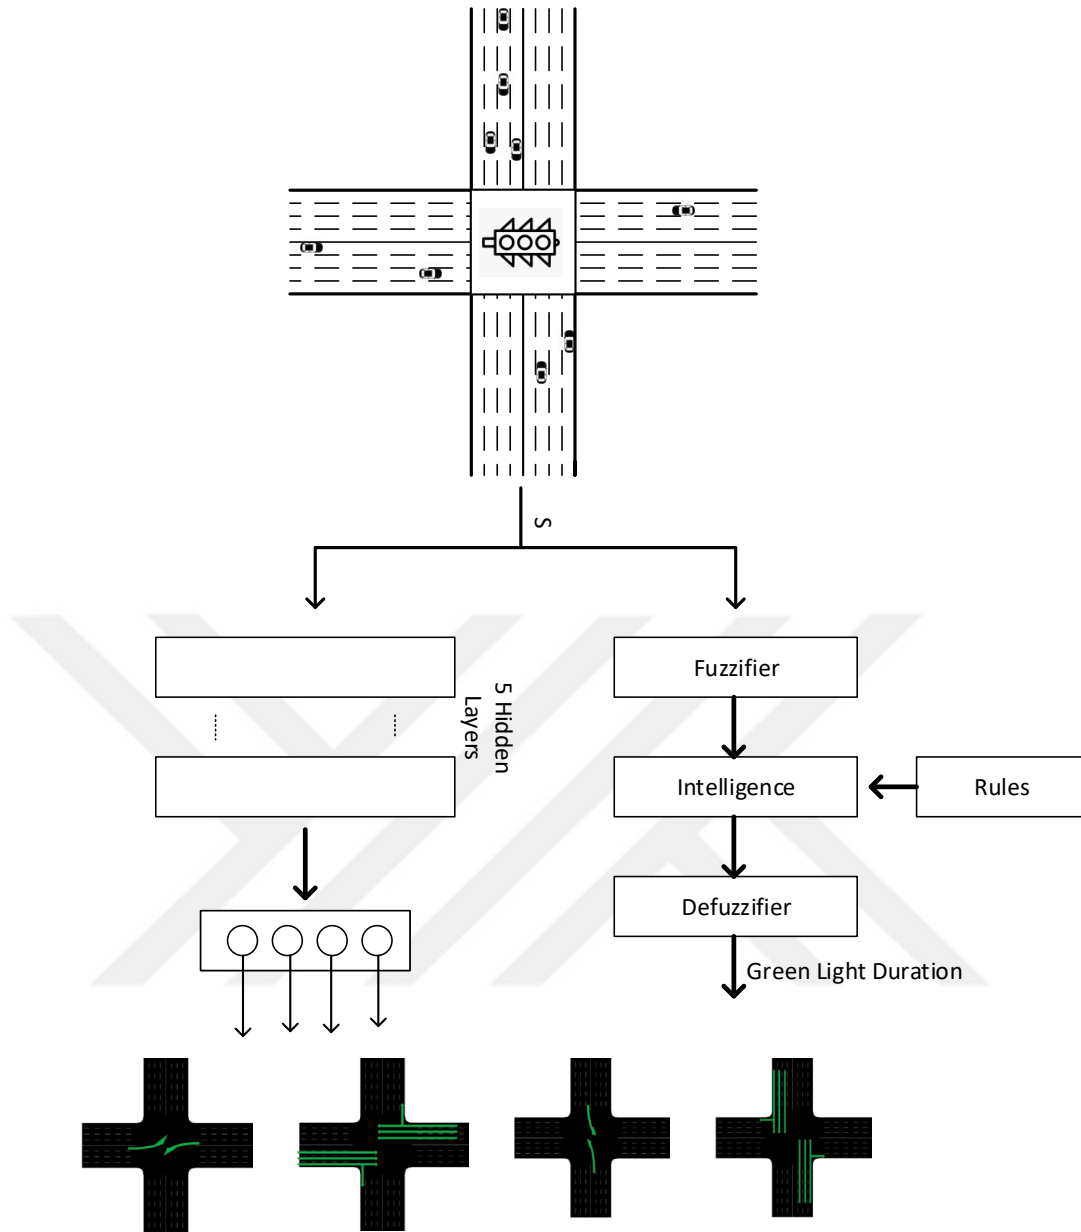 S
5 Hidden
Layers
Fuzzifier
Intelligence
Rules
Defuzzifier
Green Light Duration